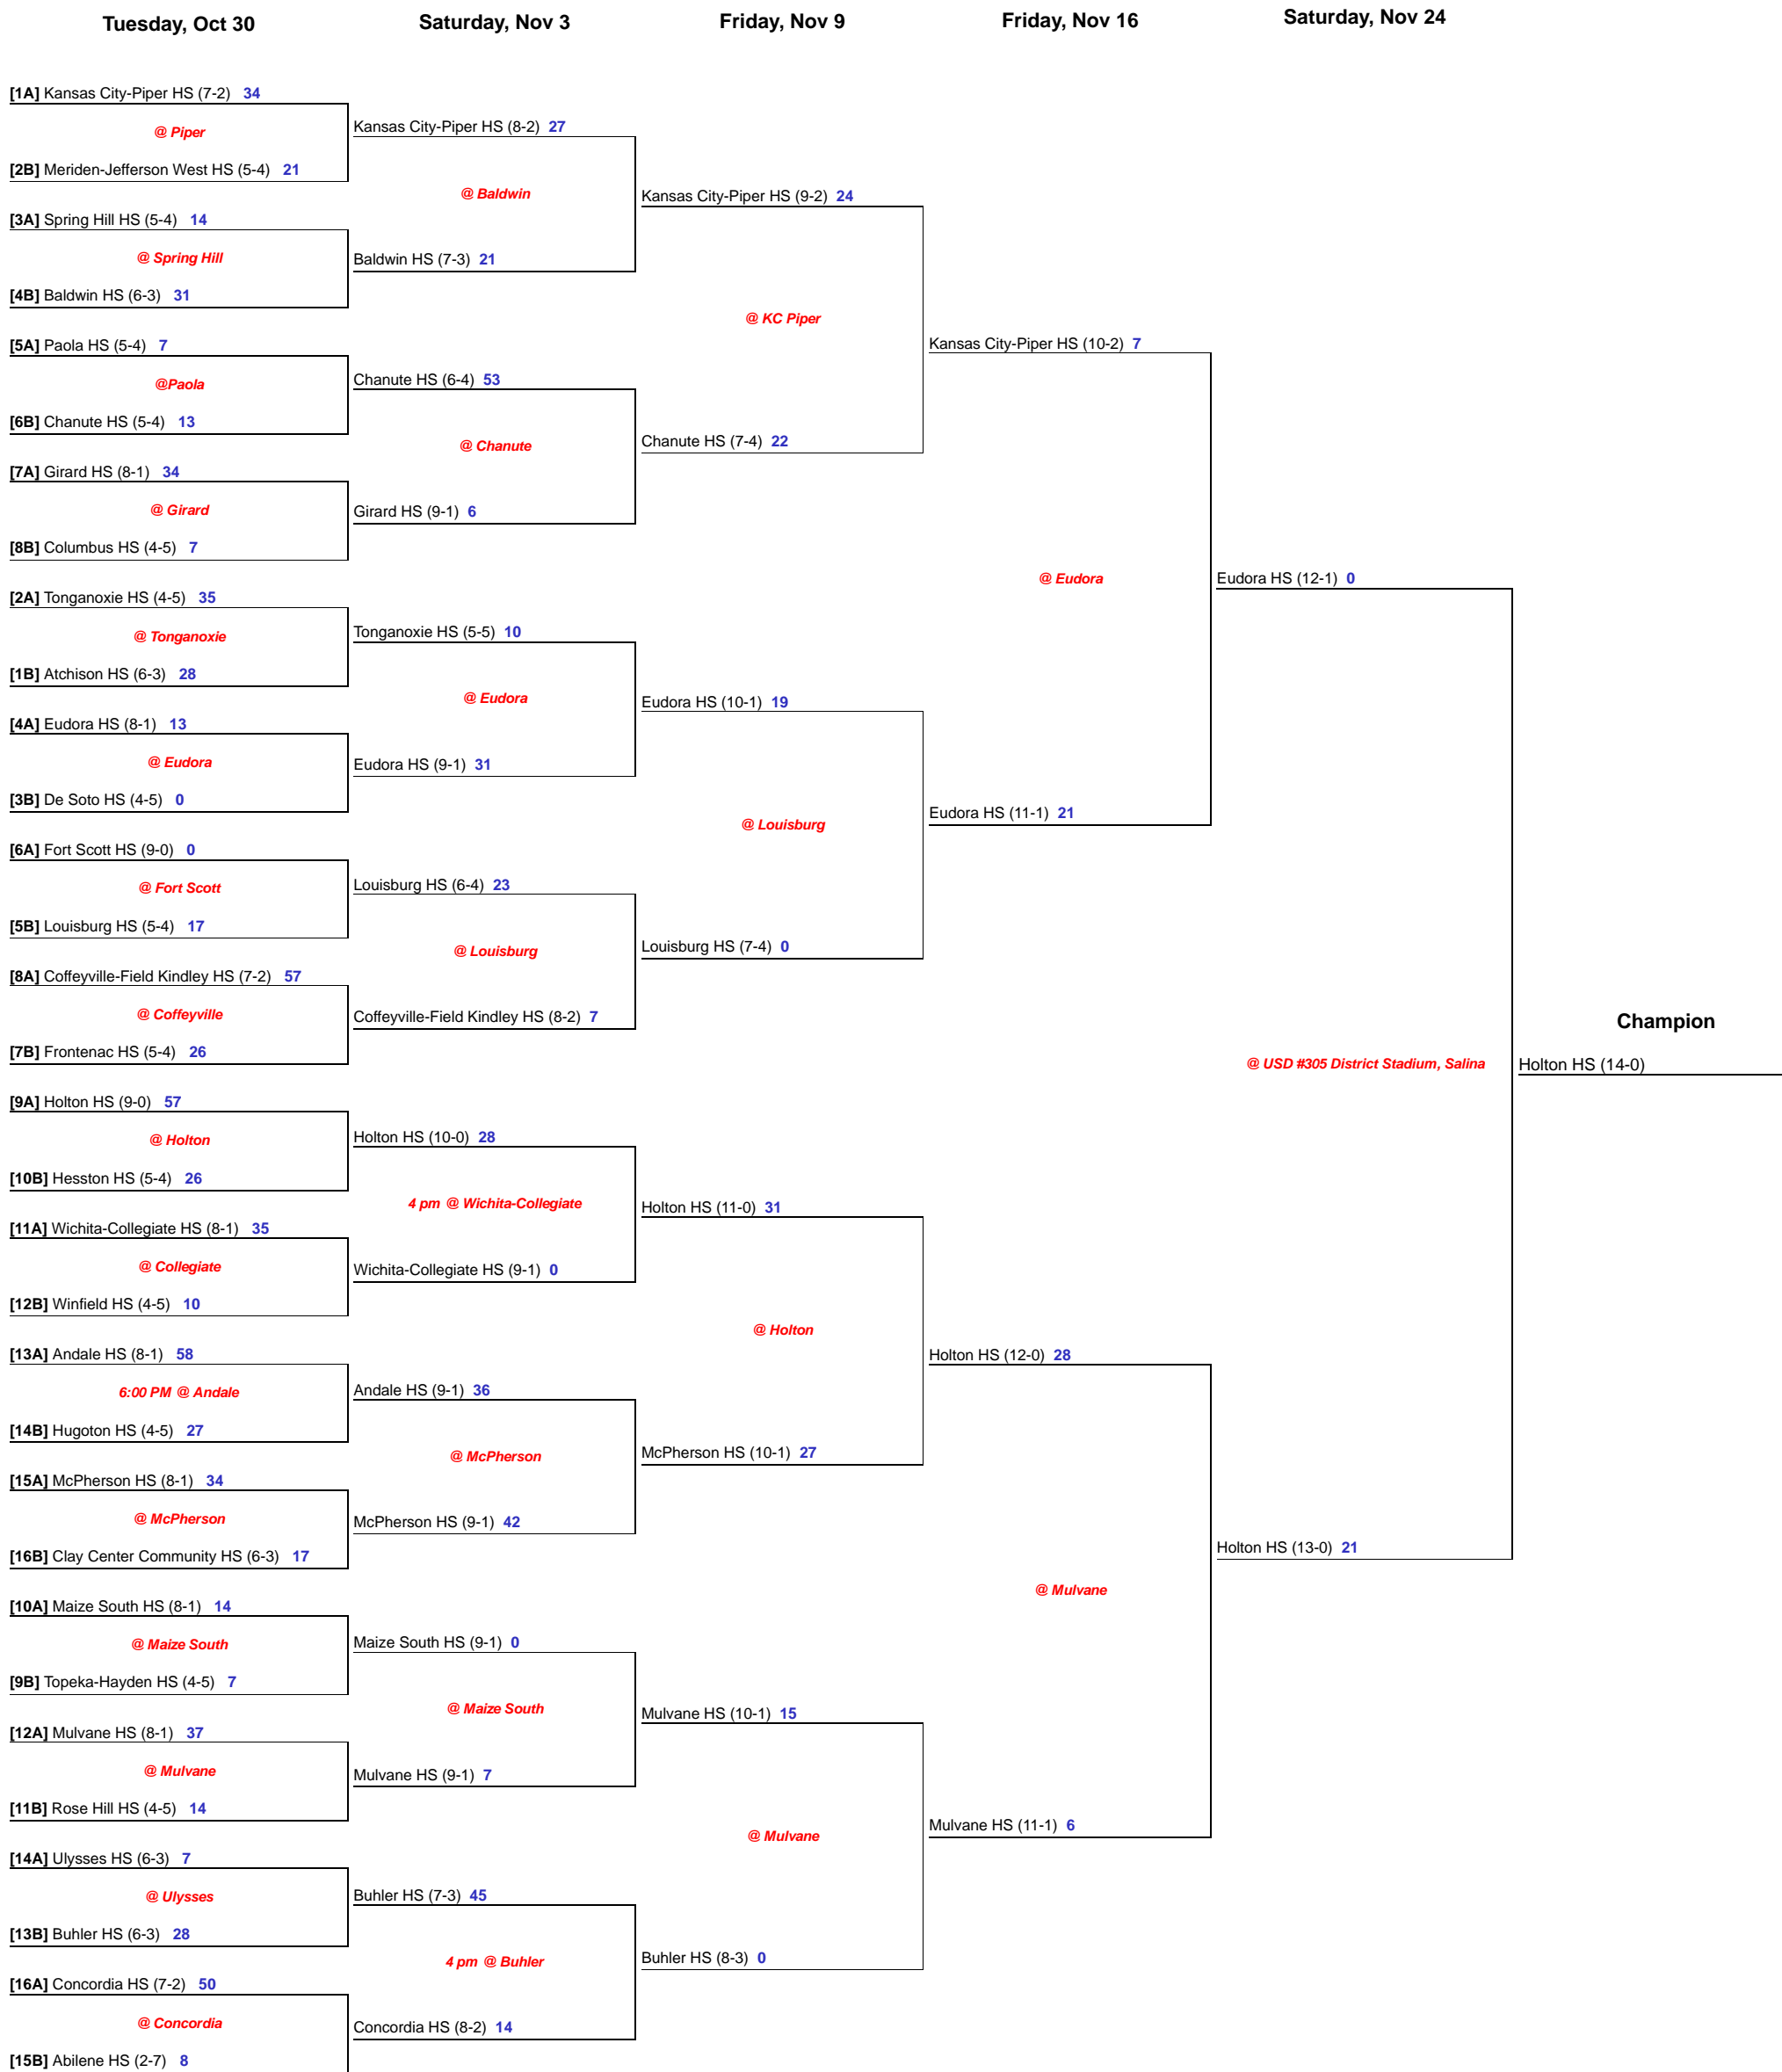 Tuesday, Oct 30
Saturday, Nov 3
Friday, Nov 9
Friday, Nov 16
Saturday, Nov 24
[1A] Kansas City-Piper HS (7-2) 34
@ Piper
[2B] Meriden-Jefferson West HS (5-4) 21
[3A] Spring Hill HS (5-4) 14
@ Spring Hill
[4B] Baldwin HS (6-3) 31
[5A] Paola HS (5-4) 7
@Paola
[6B] Chanute HS (5-4) 13
[7A] Girard HS (8-1) 34
@ Girard
[8B] Columbus HS (4-5) 7
[2A] Tonganoxie HS (4-5) 35
@ Tonganoxie
[1B] Atchison HS (6-3) 28
[4A] Eudora HS (8-1) 13
@ Eudora
[3B] De Soto HS (4-5) 0
[6A] Fort Scott HS (9-0) 0
@ Fort Scott
[5B] Louisburg HS (5-4) 17
[8A] Coffeyville-Field Kindley HS (7-2) 57
@ Coffeyville
[7B] Frontenac HS (5-4) 26
[9A] Holton HS (9-0) 57
@ Holton
[10B] Hesston HS (5-4) 26
[11A] Wichita-Collegiate HS (8-1) 35
@ Collegiate
[12B] Winfield HS (4-5) 10
[13A] Andale HS (8-1) 58
6:00 PM @ Andale
[14B] Hugoton HS (4-5) 27
[15A] McPherson HS (8-1) 34
@ McPherson
[16B] Clay Center Community HS (6-3) 17
[10A] Maize South HS (8-1) 14
@ Maize South
[9B] Topeka-Hayden HS (4-5) 7
[12A] Mulvane HS (8-1) 37
@ Mulvane
[11B] Rose Hill HS (4-5) 14
[14A] Ulysses HS (6-3) 7
@ Ulysses
[13B] Buhler HS (6-3) 28
[16A] Concordia HS (7-2) 50
@ Concordia
[15B] Abilene HS (2-7) 8
Kansas City-Piper HS (8-2) 27
@ Baldwin
Baldwin HS (7-3) 21
Chanute HS (6-4) 53
@ Chanute
Girard HS (9-1) 6
Tonganoxie HS (5-5) 10
@ Eudora
Eudora HS (9-1) 31
Louisburg HS (6-4) 23
@ Louisburg
Coffeyville-Field Kindley HS (8-2) 7
Holton HS (10-0) 28
4 pm @ Wichita-Collegiate
Wichita-Collegiate HS (9-1) 0
Andale HS (9-1) 36
@ McPherson
McPherson HS (9-1) 42
Maize South HS (9-1) 0
@ Maize South
Mulvane HS (9-1) 7
Buhler HS (7-3) 45
4 pm @ Buhler
Concordia HS (8-2) 14
Kansas City-Piper HS (9-2) 24
@ KC Piper
Chanute HS (7-4) 22
Eudora HS (10-1) 19
@ Louisburg
Louisburg HS (7-4) 0
Holton HS (11-0) 31
@ Holton
McPherson HS (10-1) 27
Mulvane HS (10-1) 15
@ Mulvane
Buhler HS (8-3) 0
Kansas City-Piper HS (10-2) 7
@ Eudora
Eudora HS (11-1) 21
Holton HS (12-0) 28
@ Mulvane
Mulvane HS (11-1) 6
Eudora HS (12-1) 0
@ USD #305 District Stadium, Salina
Holton HS (13-0) 21
Champion
Holton HS (14-0)